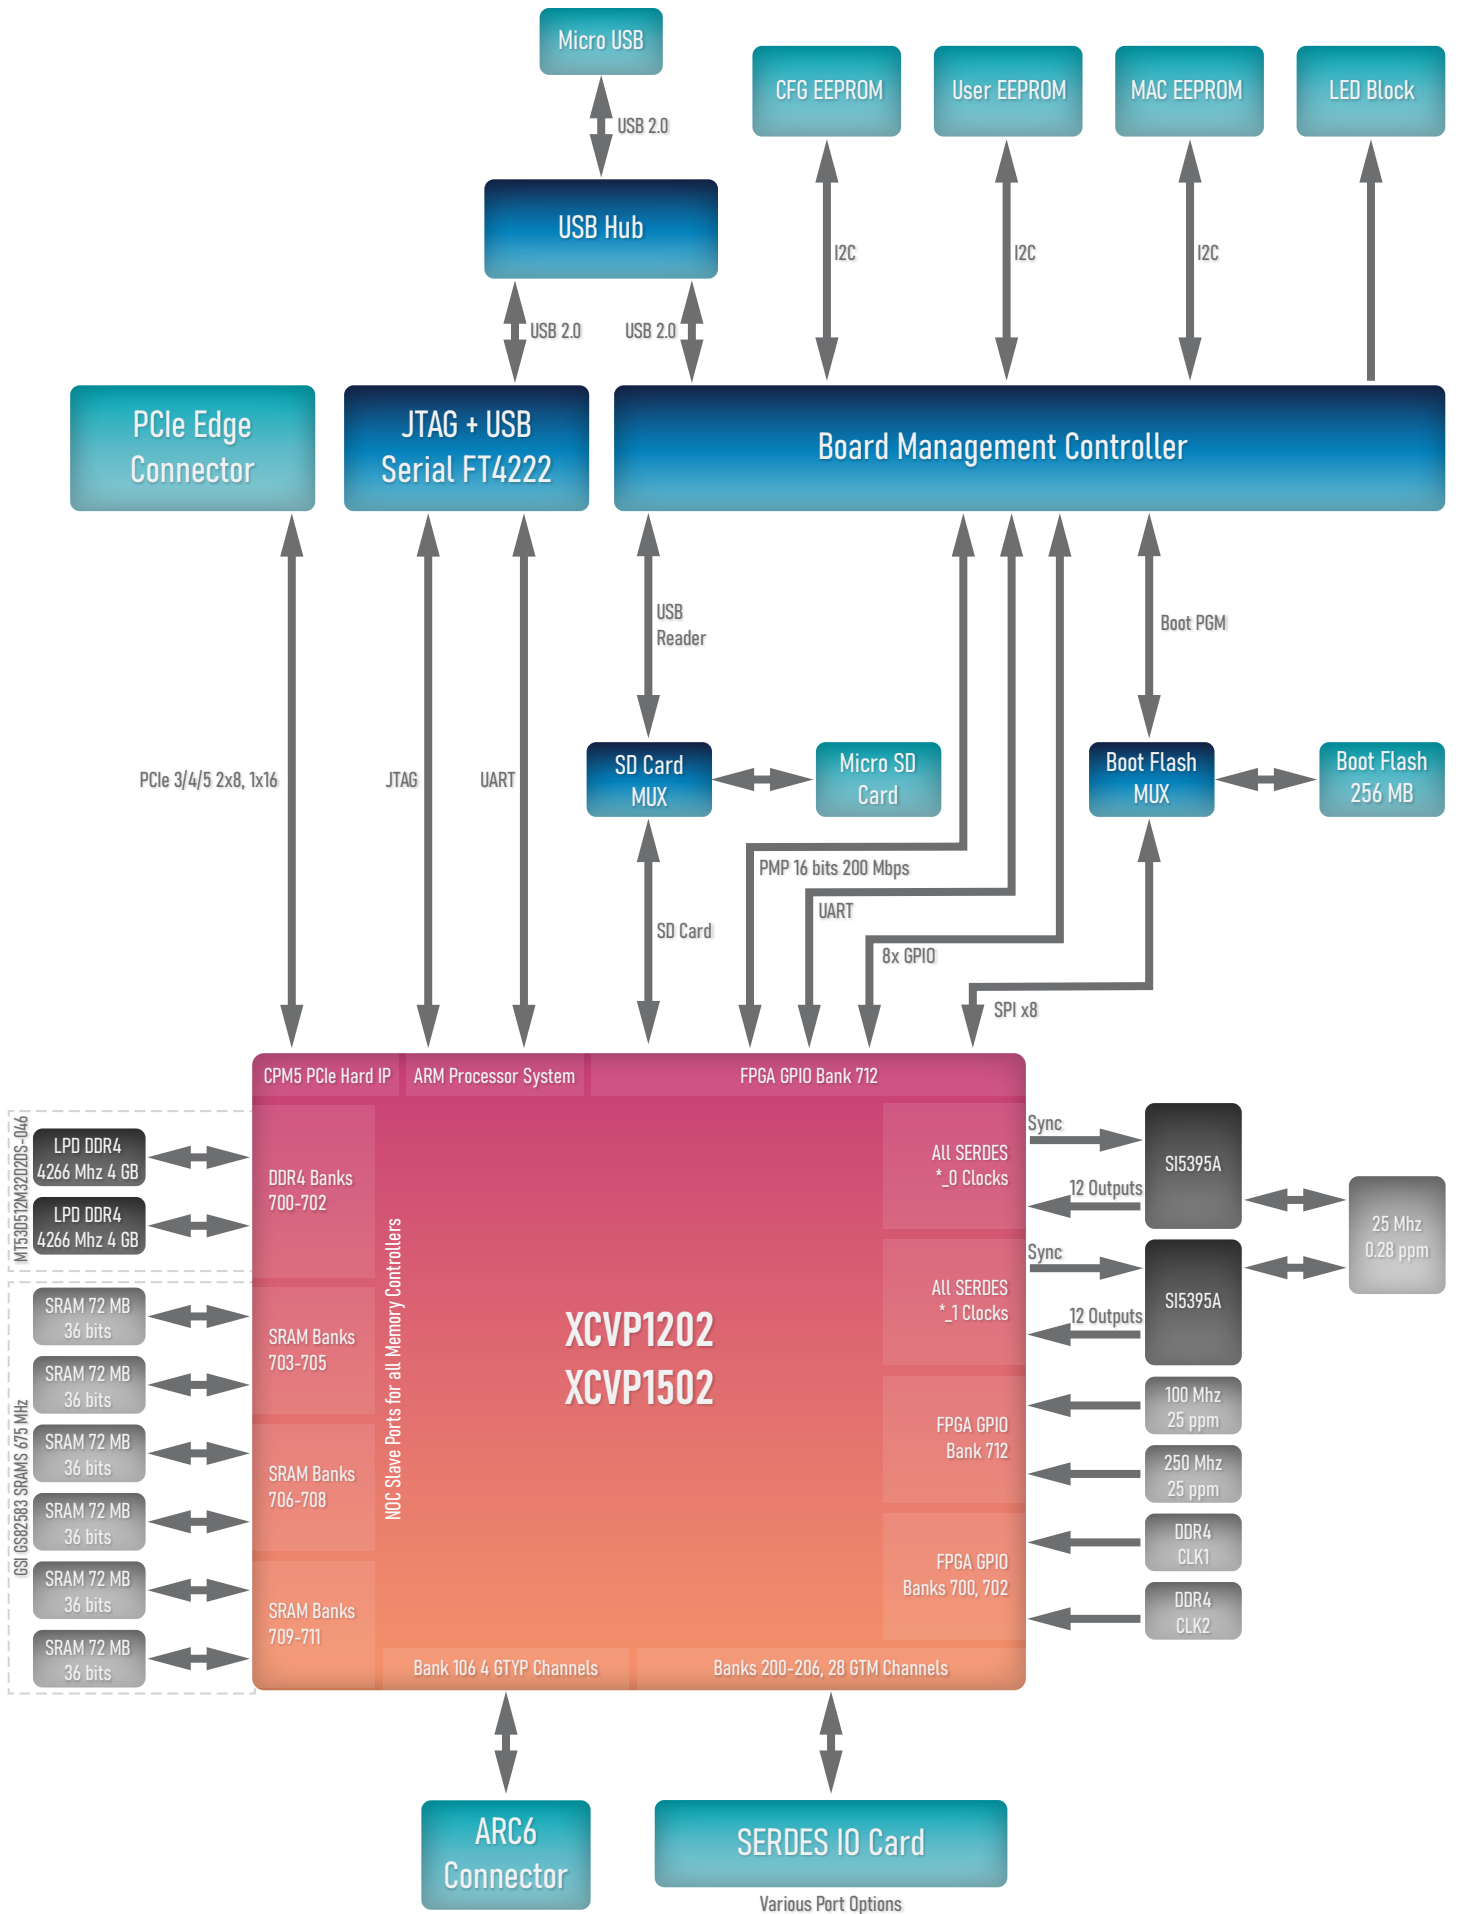 Micro USB
CFG EEPROM
User EEPROM
MAC EEPROM
LED Block
USB 2.0
USB Hub
I2C
I2C
I2C
USB 2.0
USB 2.0
PCIe Edge
Connector
JTAG + USB
Serial FT4222
Board Management Controller
USB
Reader
Boot PGM
PCIe 3/4/5 2x8, 1x16
JTAG
UART
SD Card
MUX
Micro SD
Card
Boot Flash
MUX
Boot Flash
256 MB
PMP 16 bits 200 Mbps
UART
SD Card
8x GPIO
SPI x8
CPM5 PCIe Hard IP
ARM Processor System
FPGA GPIO Bank 712
MT53D512M32D2DS-046
LPD DDR4
4266 Mhz 4 GB
LPD DDR4
4266 Mhz 4 GB
DDR4 Banks
700-702
GSI GS82583 SRAMS 675 MHz
SRAM 72 MB
36 bits
SRAM 72 MB
36 bits
SRAM 72 MB
36 bits
SRAM 72 MB
36 bits
SRAM 72 MB
36 bits
SRAM 72 MB
36 bits
SRAM Banks
703-705
SRAM Banks
706-708
SRAM Banks
709-711
NOC Slave Ports for all Memory Controllers
XCVP1202
XCVP1502
All SERDES
*_0 Clocks
All SERDES
*_1 Clocks
FPGA GPIO
Bank 712
FPGA GPIO
Banks 700, 702
Sync
12 Outputs
Sync
12 Outputs
SI5395A
SI5395A
25 Mhz
0.28 ppm
100 Mhz
25 ppm
250 Mhz
25 ppm
DDR4
CLK1
DDR4
CLK2
Bank 106 4 GTYP Channels
Banks 200-206, 28 GTM Channels
ARC6
Connector
SERDES IO Card
Various Port Options